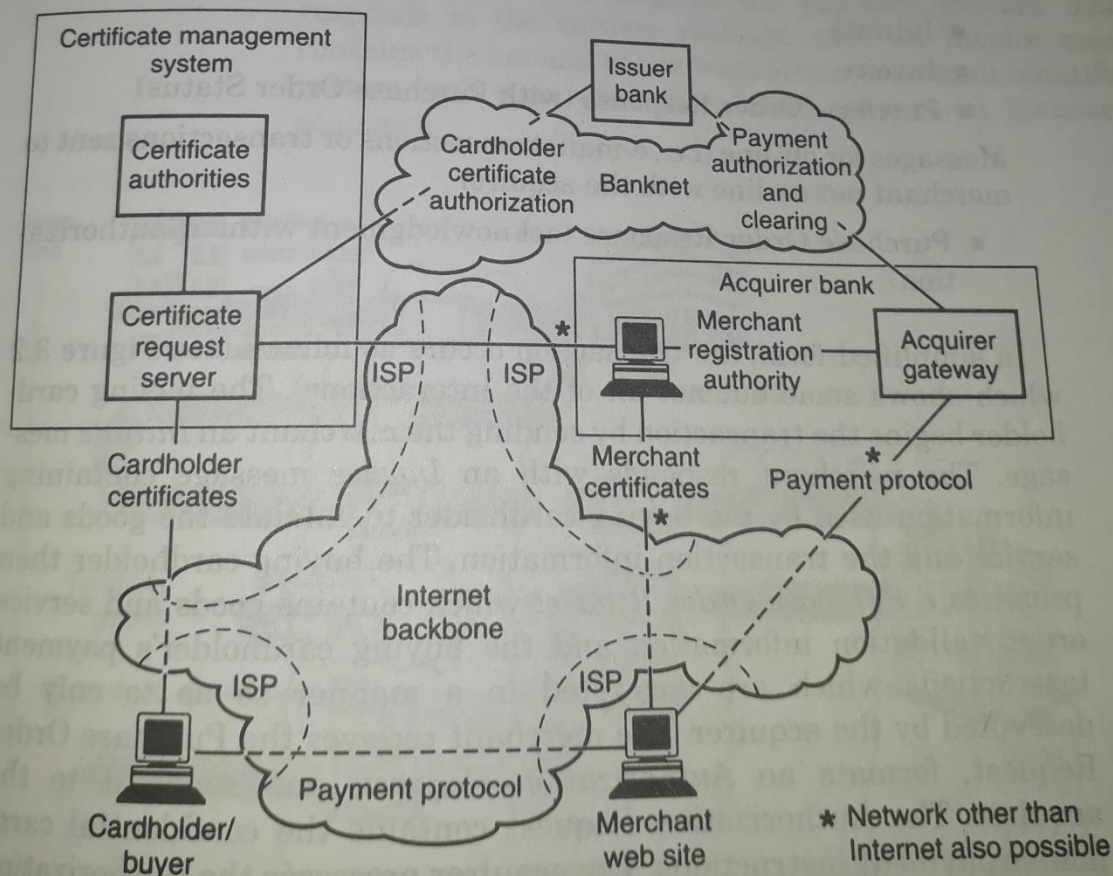 Certificate management
system
Certificate
authorities
Issuer
bank
Cardholder
certificate
authorization
Banknet
Payment
authorization
and
clearing
Certificate
request
server
ISP
ISP
*
Acquirer bank
Merchant
registration
authority
Acquirer
gateway
Cardholder
certificates
Merchant
certificates
*
*
Payment protocol
Internet
backbone
ISP
ISP
Payment protocol
Cardholder/
buyer
Merchant
web site
* Network other than
Internet also possible